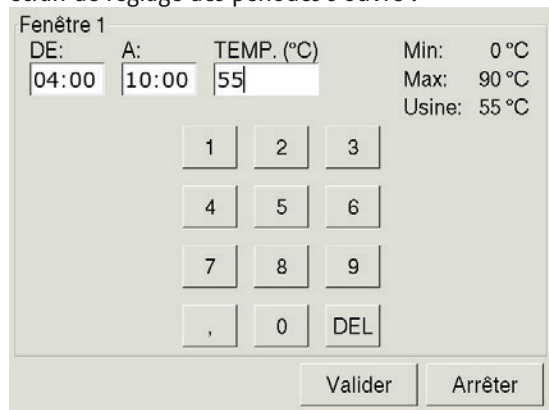 Fenêtre 1
DE: A: TEMP. (°C) Min: 0 °C
04:00 10:00 55 Max: 90 °C
Usine: 55 °C
1 2 3
4 5 6
7 8 9
, 0 DEL
Valider Arrêter